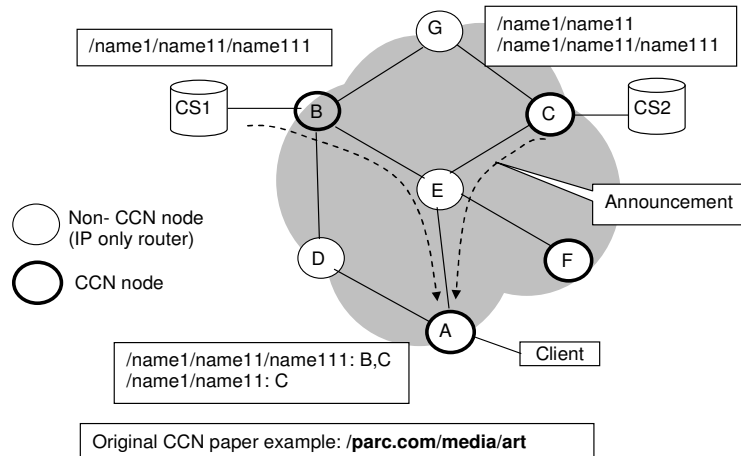 G
/name1/name11/name111
/name1/name11
/name1/name11/name111
CS1
B
C
CS2
E
Announcement
Non- CCN node
(IP only router)
D
F
CCN node
A
Client
/name1/name11/name111: B,C
/name1/name11: C
Original CCN paper example: /parc.com/media/art